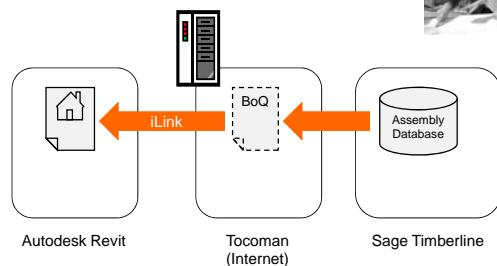 BoQ
iLink
Assembly
Database
Autodesk Revit
Tocoman
(Internet)
Sage Timberline